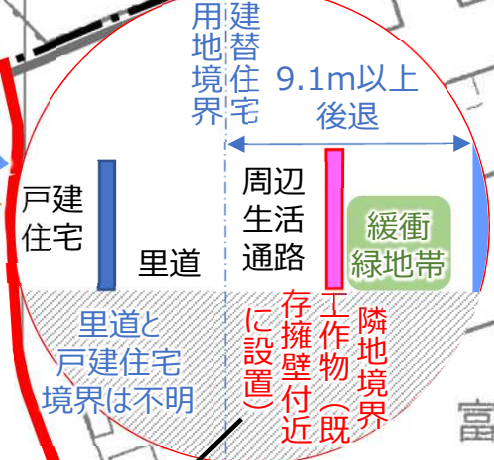 建替住宅
用地境界
9.1m以上
後退
戸建
住宅
里道
周辺
生活
通路
緩衝
緑地帯
里道と
戸建住宅
境界は不明
隣地境界
工作物（既
存擁壁付近
に設置）
富